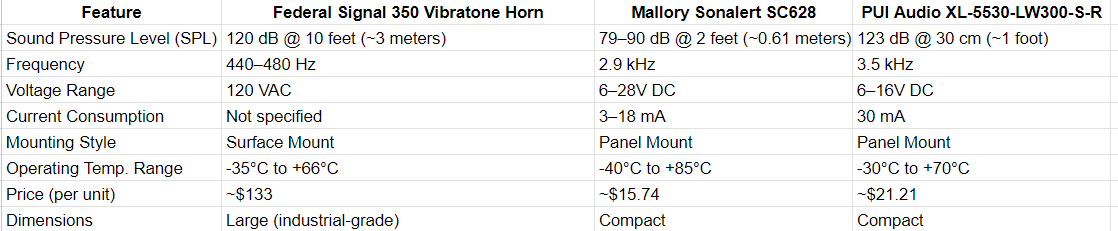 Feature Federal Signal 350 Vibratone Horn Mallory Sonalert SC628 PUI Audio XL-5530-LW300-S-R
Sound Pressure Level (SPL) 120 dB @ 10 feet (~3 meters) 79–90 dB @ 2 feet (~0.61 meters) 123 dB @ 30 cm (~1 foot)
Frequency 440–480 Hz 2.9 kHz 3.5 kHz
Voltage Range 120 VAC 6–28V DC 6–16V DC
Current Consumption Not specified 3–18 mA 30 mA
Mounting Style Surface Mount Panel Mount Panel Mount
Operating Temp. Range -35°C to +66°C -40°C to +85°C -30°C to +70°C
Price (per unit) ~$133 ~$15.74 ~$21.21
Dimensions Large (industrial-grade) Compact Compact